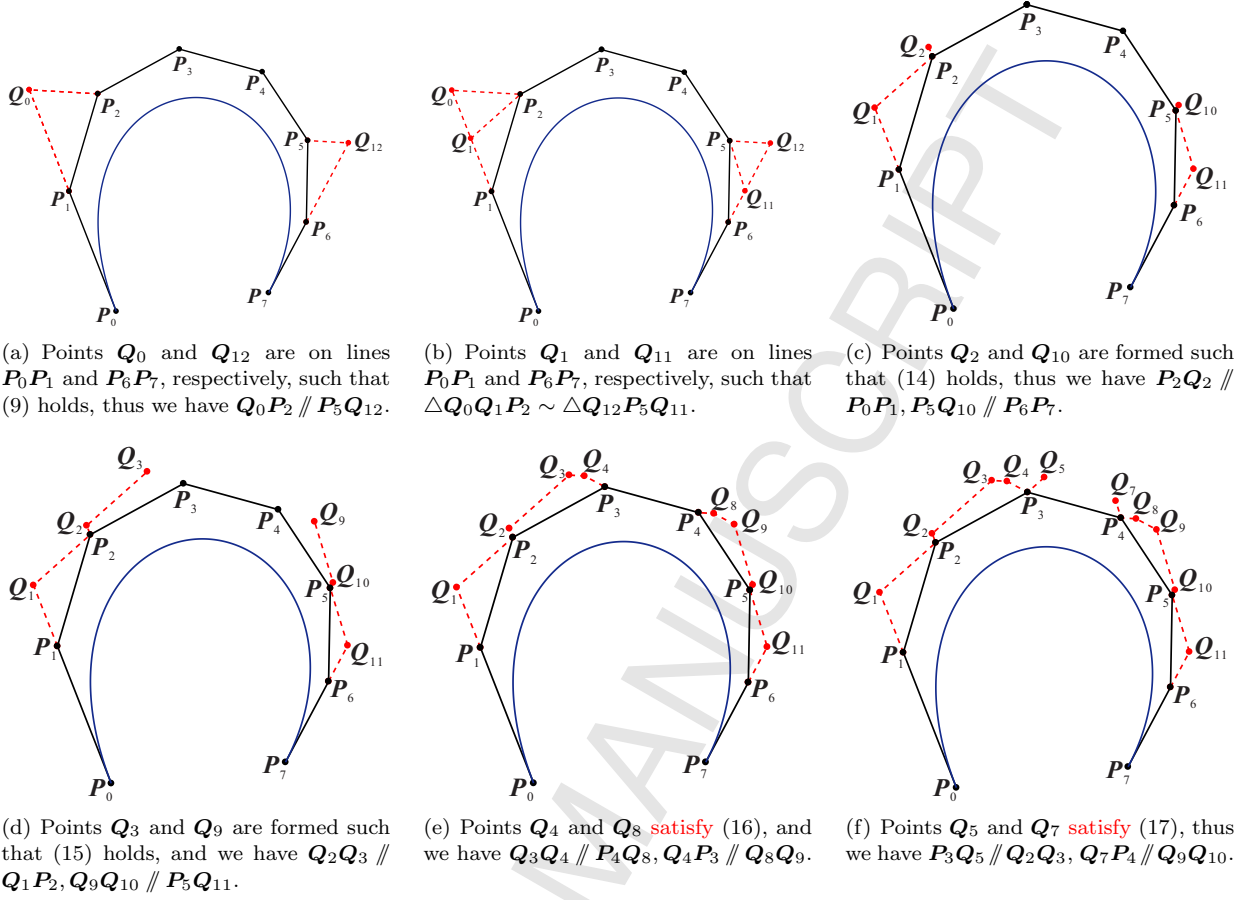 Q0
P2
P3
P4
P5
Q12
P1
P6
P7
P0
(a) Points Q0 and Q12 are on lines
P0P1 and P6P7, respectively, such that
(9) holds, thus we have Q0P2 // P5Q12.
Q0
P2
P3
P4
P5
Q12
Q1
P1
Q11
P6
P7
P0
(b) Points Q1 and Q11 are on lines
P0P1 and P6P7, respectively, such that
△Q0Q1P2 ∼ △Q12P5Q11.
P3
Q2
P2
P4
Q1
P5
Q10
P1
Q11
P6
P7
P0
(c) Points Q2 and Q10 are formed such
that (14) holds, thus we have P2Q2 //
P0P1, P5Q10 // P6P7.
Q3
P3
Q2
P2
P4
Q9
Q1
P5
Q10
P1
Q11
P6
P7
P0
(d) Points Q3 and Q9 are formed such
that (15) holds, and we have Q2Q3 //
Q1P2, Q9Q10 // P5Q11.
Q3
Q4
P3
Q2
P2
P4
Q8
Q9
Q1
P5
Q10
P1
Q11
P6
P7
P0
(e) Points Q4 and Q8 satisfy (16), and
we have Q3Q4 // P4Q8, Q4P3 // Q8Q9.
Q3
Q4
Q5
P3
Q7
Q2
P2
P4
Q8
Q9
Q1
P5
Q10
P1
Q11
P6
P7
P0
(f) Points Q5 and Q7 satisfy (17), thus
we have P3Q5 // Q2Q3, Q7P4 // Q9Q10.
MANUSCRIPT